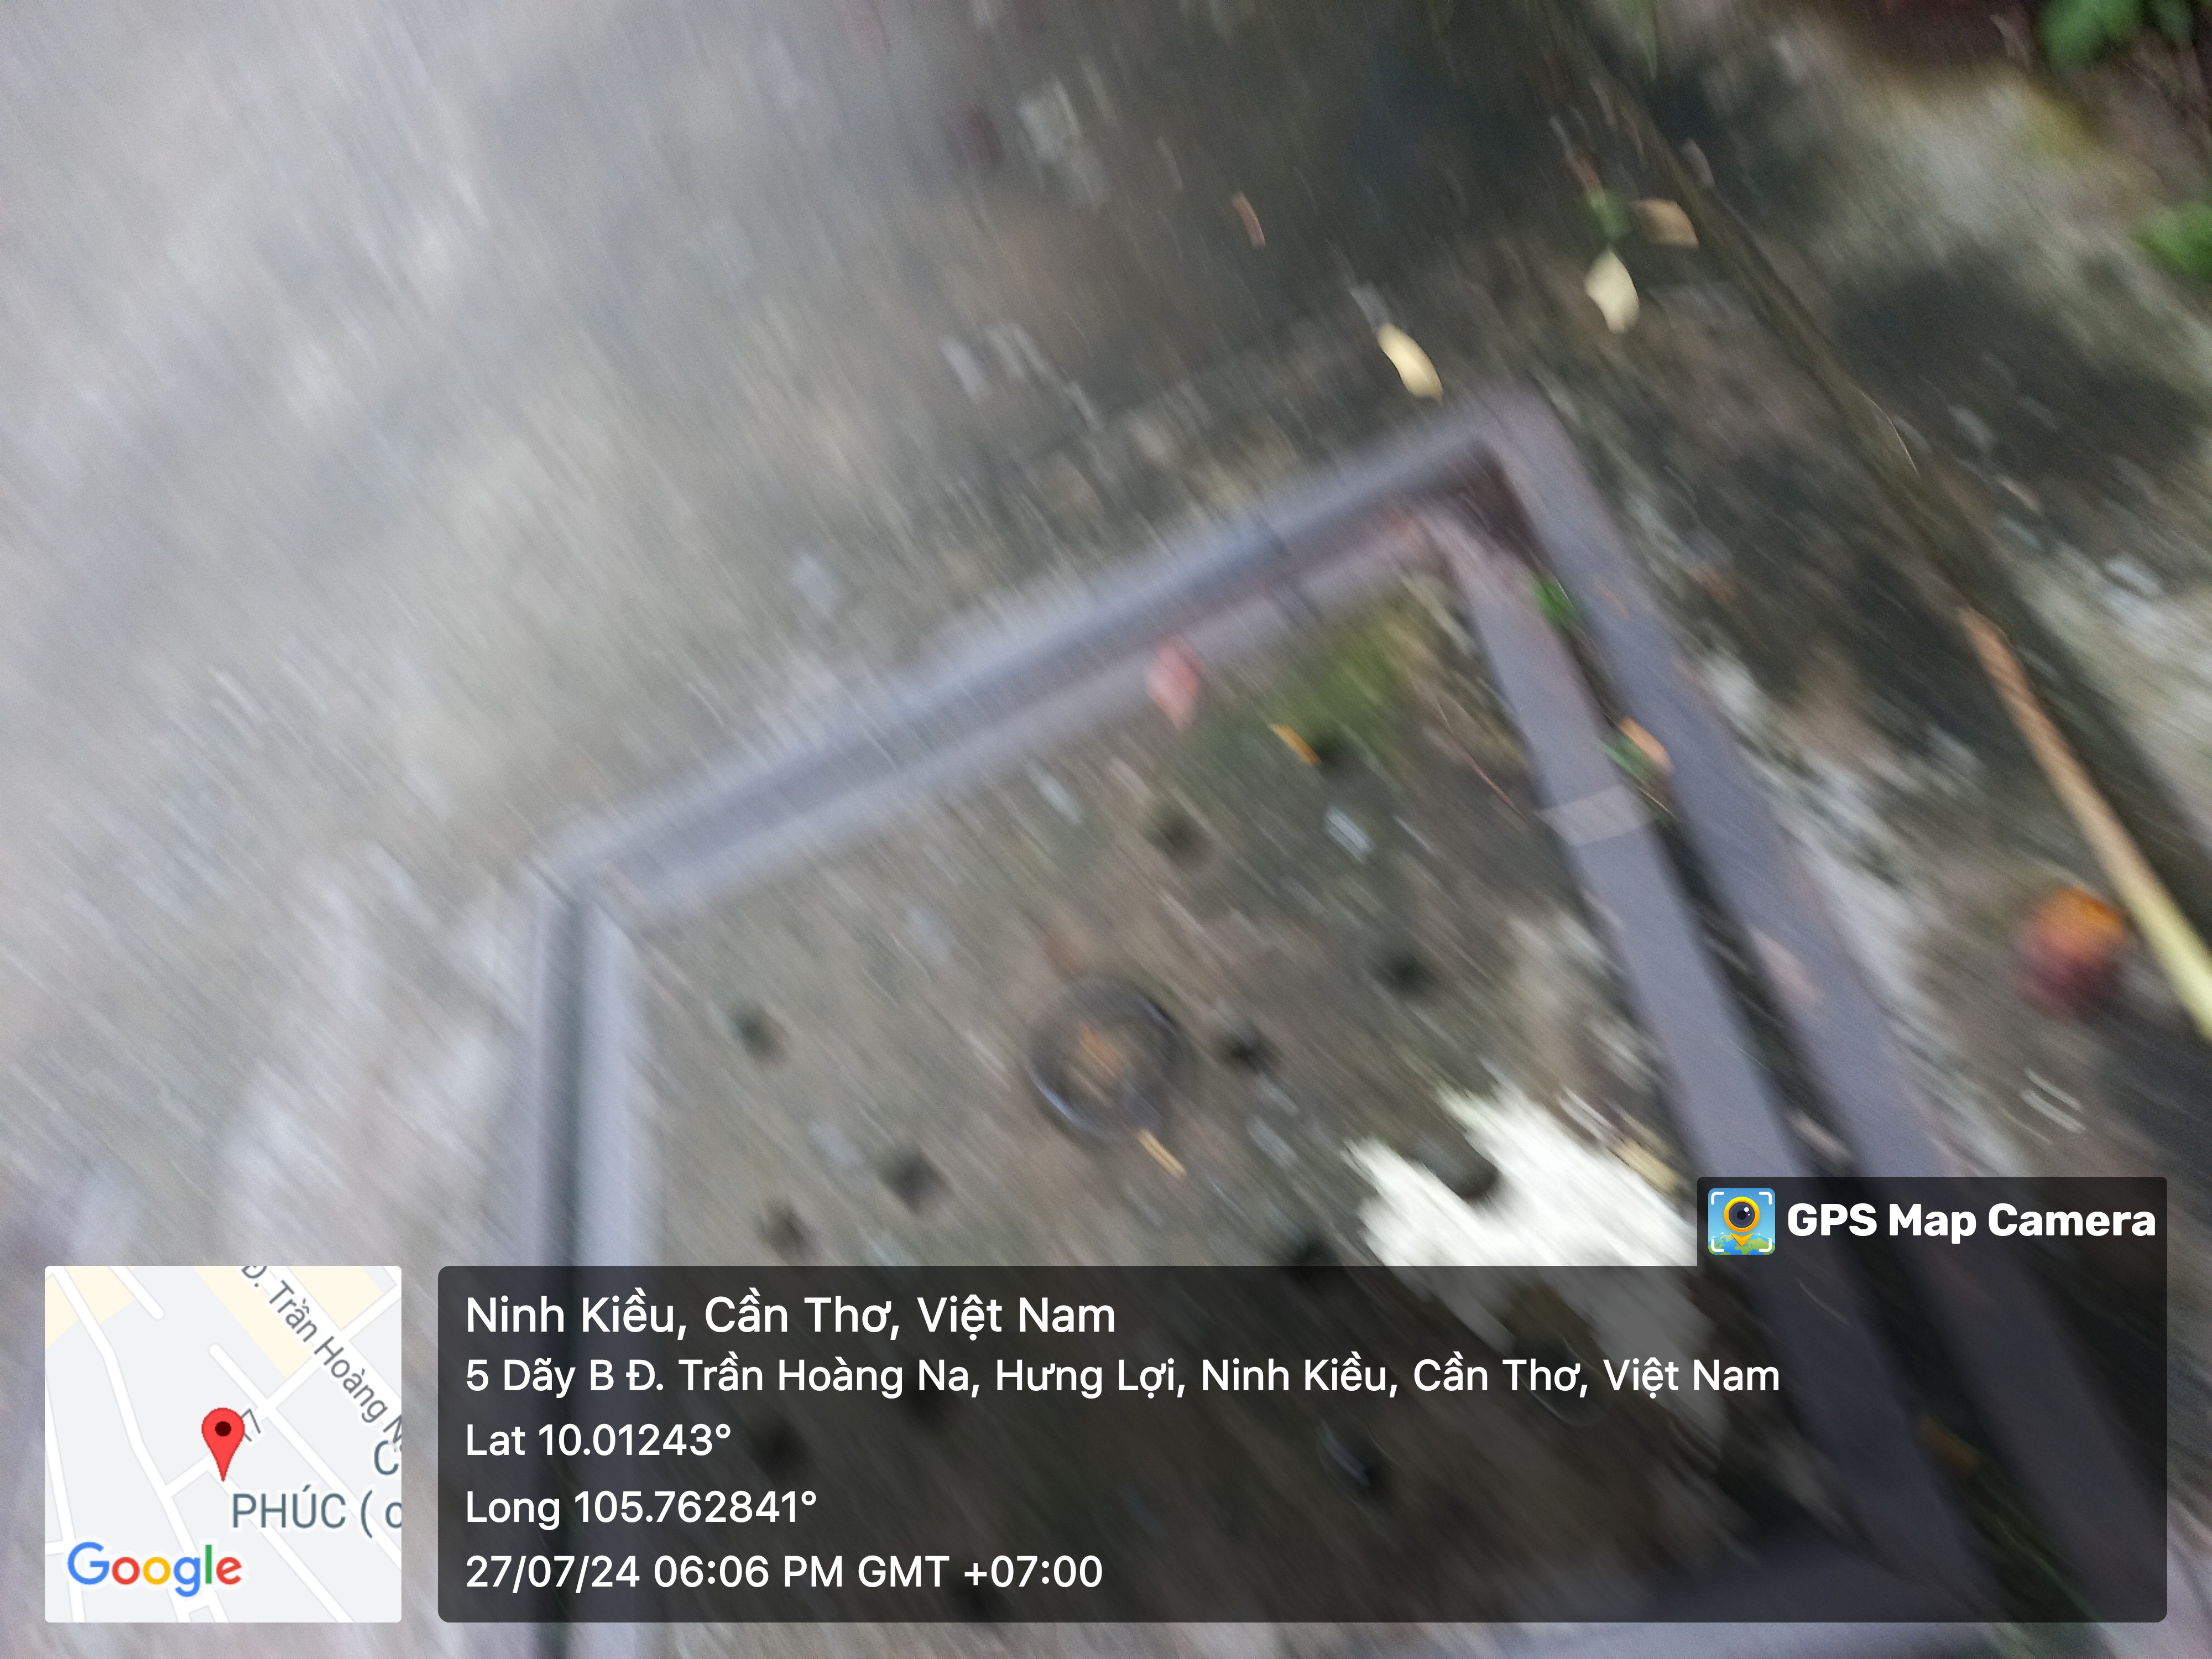 GPS Map Camera
Đ. Trần Hoàng
PHÚC (
Google
Ninh Kiều, Cần Thơ, Việt Nam
5 Dãy B Đ. Trần Hoàng Na, Hưng Lợi, Ninh Kiều, Cần Thơ, Việt Nam
Lat 10.01243°
Long 105.762841°
27/07/24 06:06 PM GMT +07:00